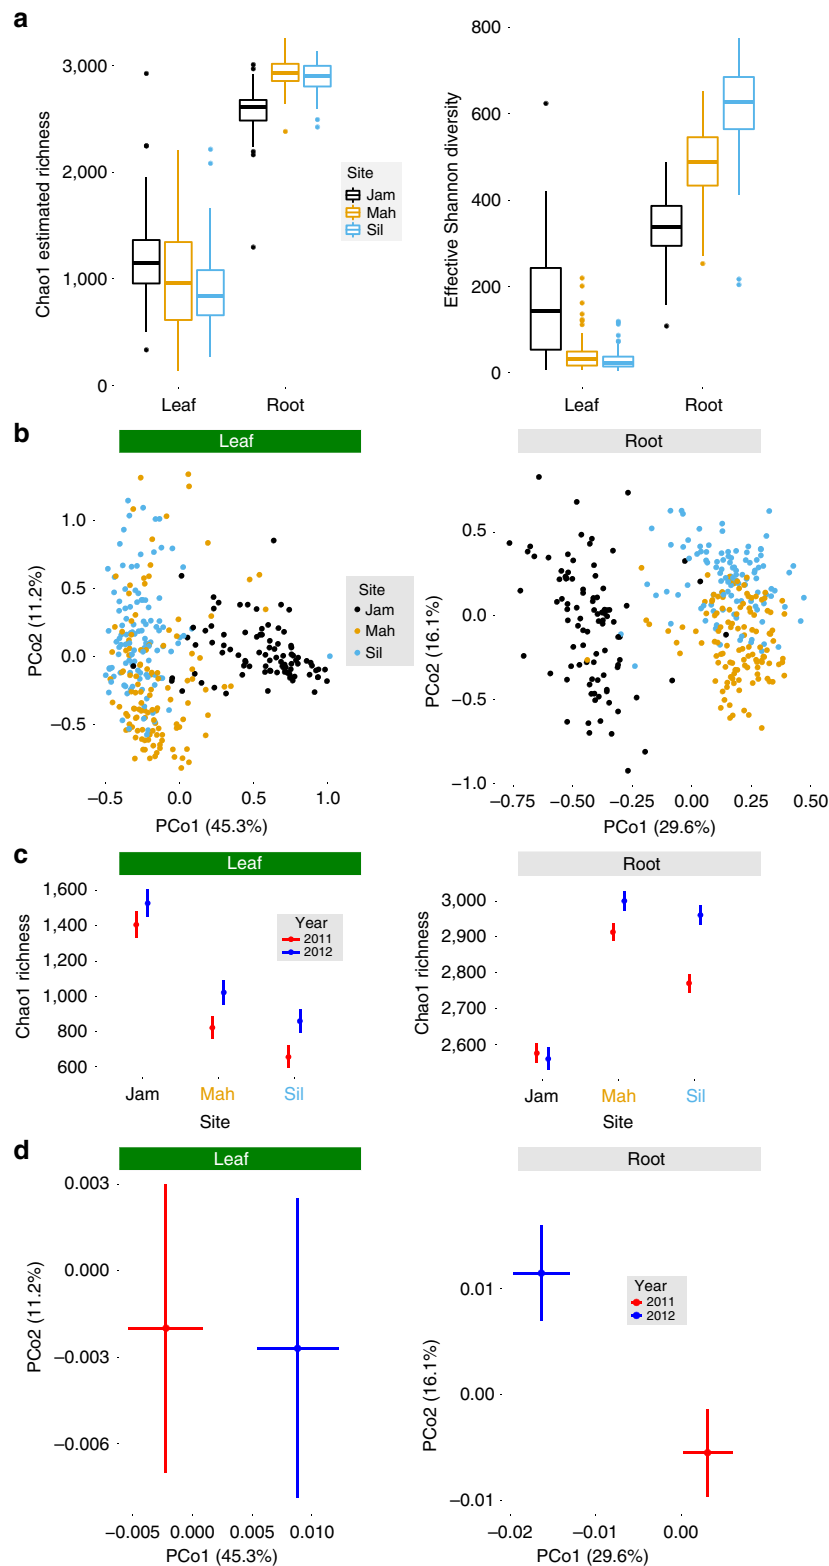 a
Chao1 estimated richness
3,000
2,000
1,000
0
Leaf
Root
Site
Jam
Mah
Sil
Effective Shannon diversity
800
600
400
200
0
Leaf
Root
b
Leaf
PCo2 (11.2%)
1.0
0.5
0.0
−0.5
−0.5
0.0
0.5
1.0
PCo1 (45.3%)
Site
Jam
Mah
Sil
Root
PCo2 (16.1%)
0.5
0.0
−0.5
−1.0
−0.75
−0.50
−0.25
0.00
0.25
0.50
PCo1 (29.6%)
c
Leaf
Chao1 richness
1,600
1,400
1,200
1,000
800
600
Jam
Mah
Sil
Site
Year
2011
2012
Root
Chao1 richness
3,000
2,900
2,800
2,700
2,600
Jam
Mah
Sil
Site
d
Leaf
PCo2 (11.2%)
0.003
0.000
−0.003
−0.006
−0.005
0.000
0.005
0.010
PCo1 (45.3%)
Root
PCo2 (16.1%)
0.01
0.00
−0.01
−0.02
−0.01
0.00
PCo1 (29.6%)
Year
2011
2012